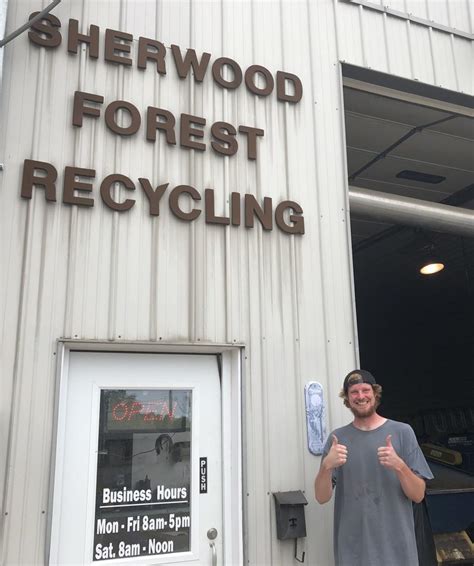 SHERWOOD
FOREST
RECYCLING
OPEN
PUSH
Business Hours
Mon - Fri 8am- 5pm
Sat. 8am - Noon